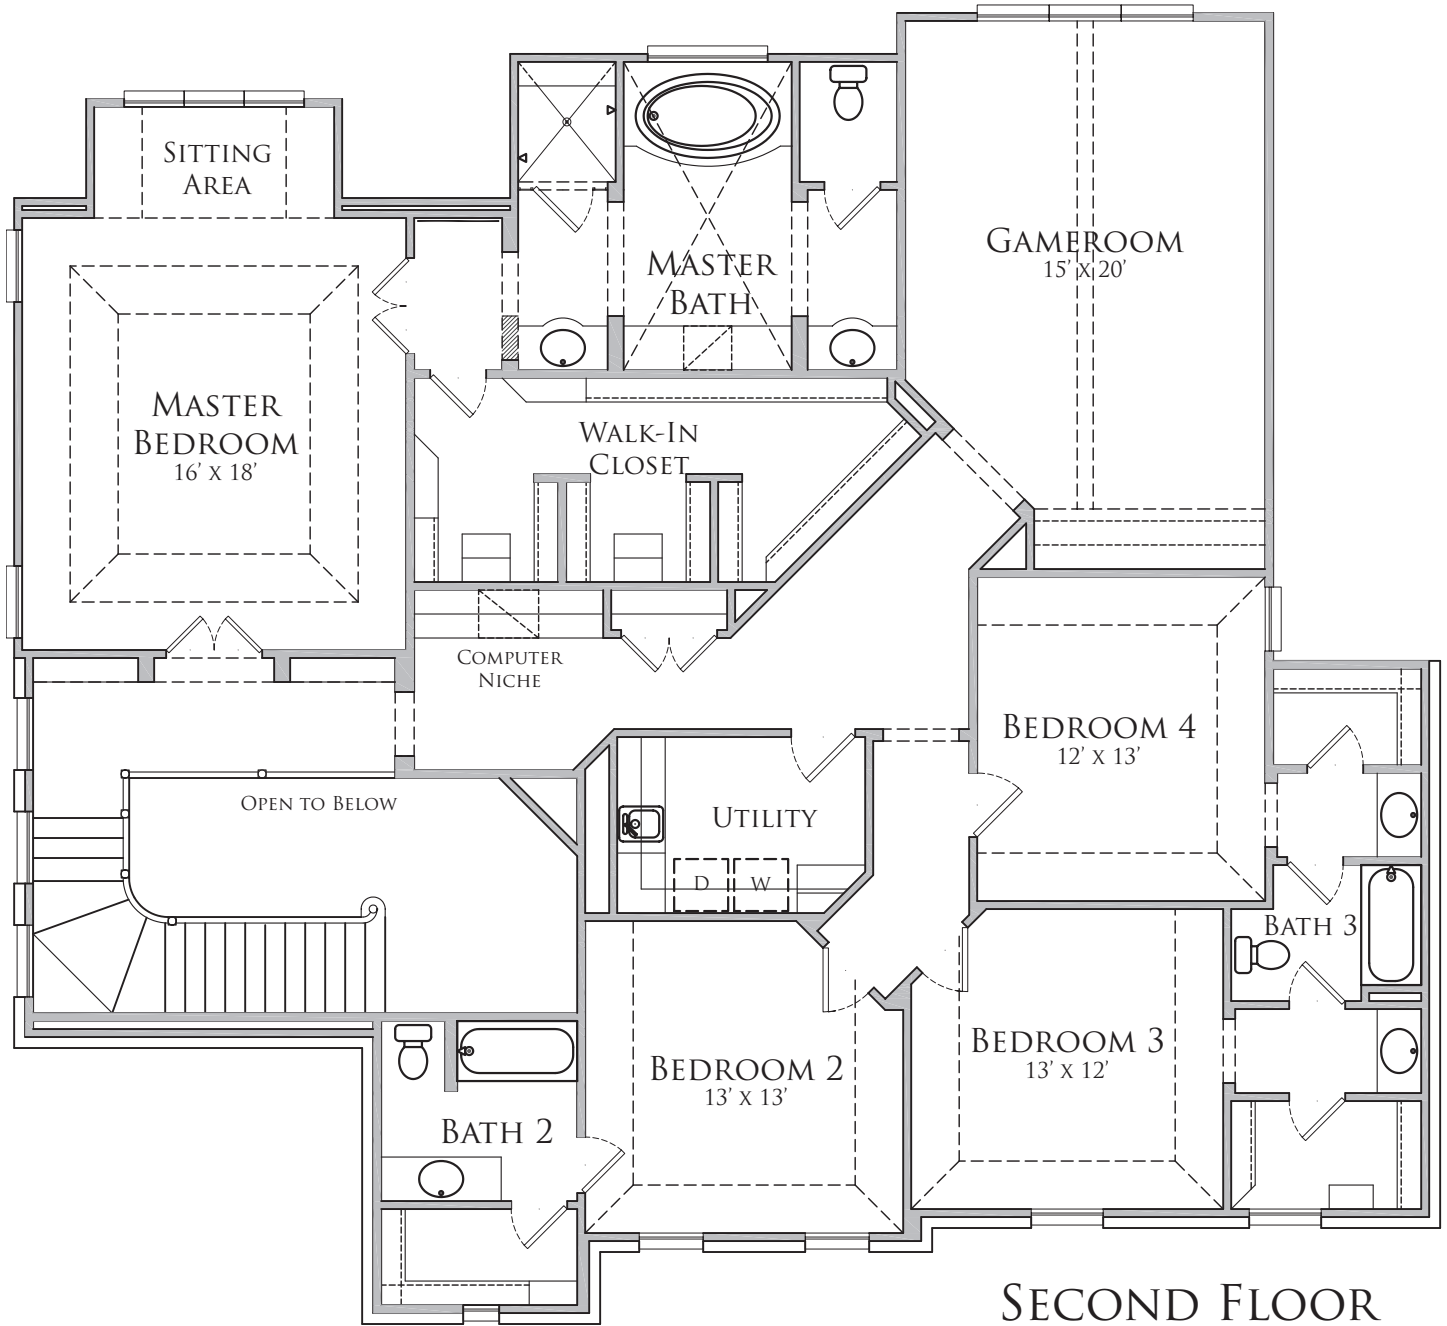 SITTING
AREA
GAMEROOM
15' X 20'
MASTER
BATH
MASTER
BEDROOM
16' X 18'
WALK-IN
CLOSET
COMPUTER
NICHE
BEDROOM 4
12' X 13'
OPEN TO BELOW
UTILITY
D
W
BATH 3
BEDROOM 3
13' X 12'
BEDROOM 2
13' X 13'
BATH 2
SECOND FLOOR